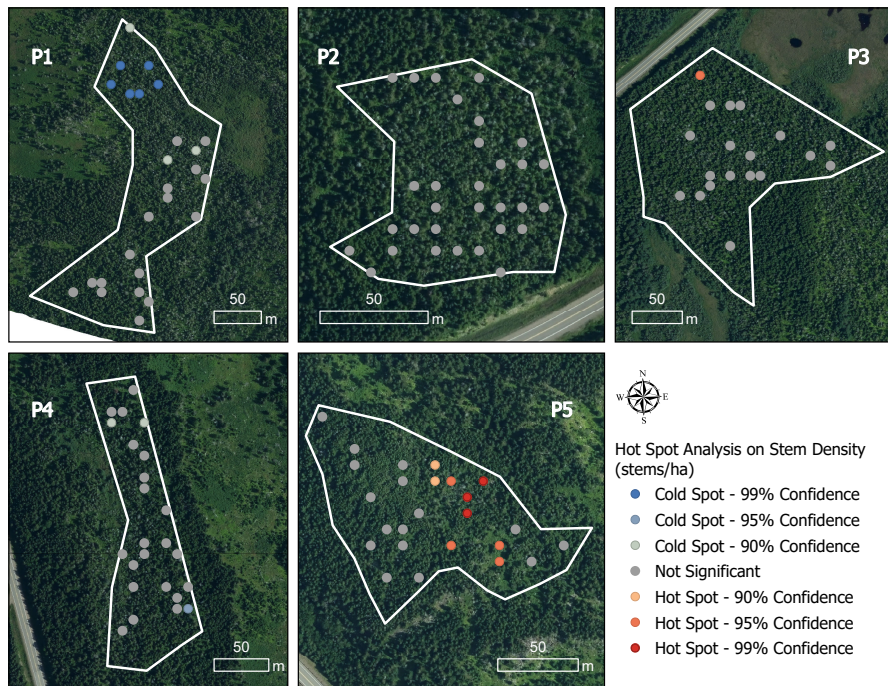 P1
P2
P3
50
m
50
m
50
m
P4
P5
50
m
50
m
N
W E
S
Hot Spot Analysis on Stem Density
(stems/ha)
Cold Spot - 99% Confidence
Cold Spot - 95% Confidence
Cold Spot - 90% Confidence
Not Significant
Hot Spot - 90% Confidence
Hot Spot - 95% Confidence
Hot Spot - 99% Confidence